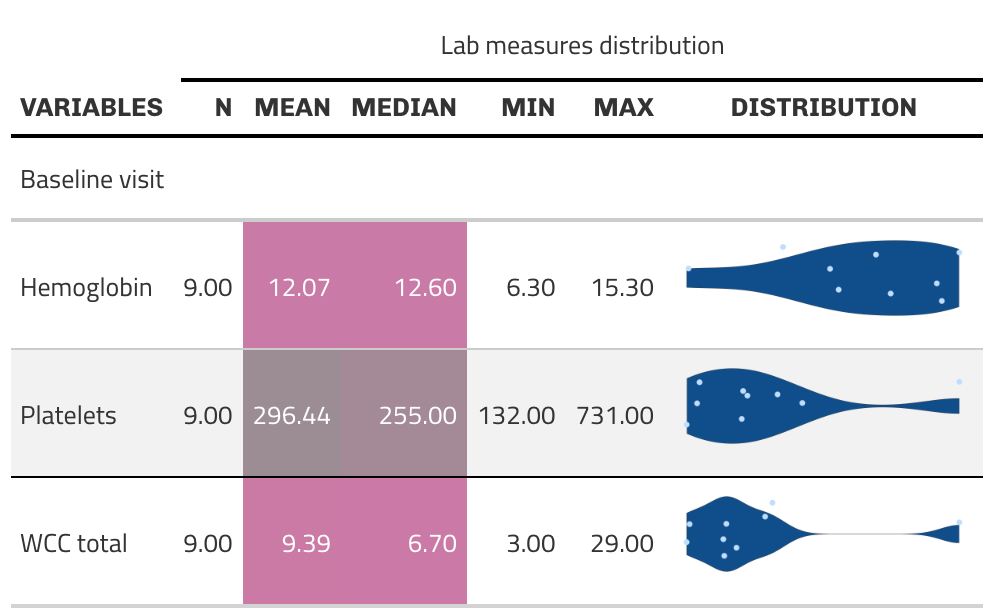 Lab measures distribution
VARIABLES N MEAN MEDIAN MIN MAX DISTRIBUTION
Baseline visit
Hemoglobin 9.00 12.07 12.60 6.30 15.30
Platelets 9.00 296.44 255.00 132.00 731.00
WCC total 9.00 9.39 6.70 3.00 29.00